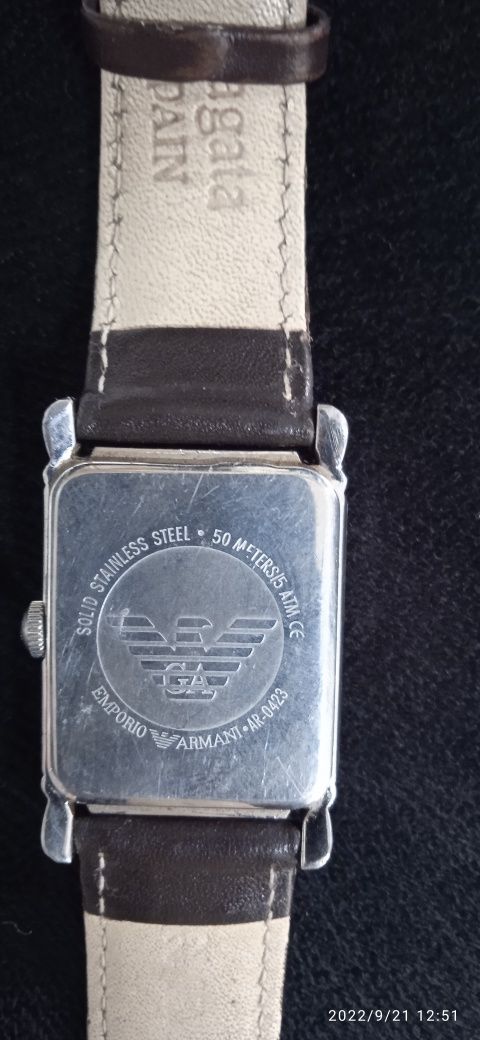 agata
PAIN
SOLID STAINLESS STEEL • 50 METERS/5 ATM CE
GA
EMPORIO ARMANI • AR-0423
2022/9/21 12:51